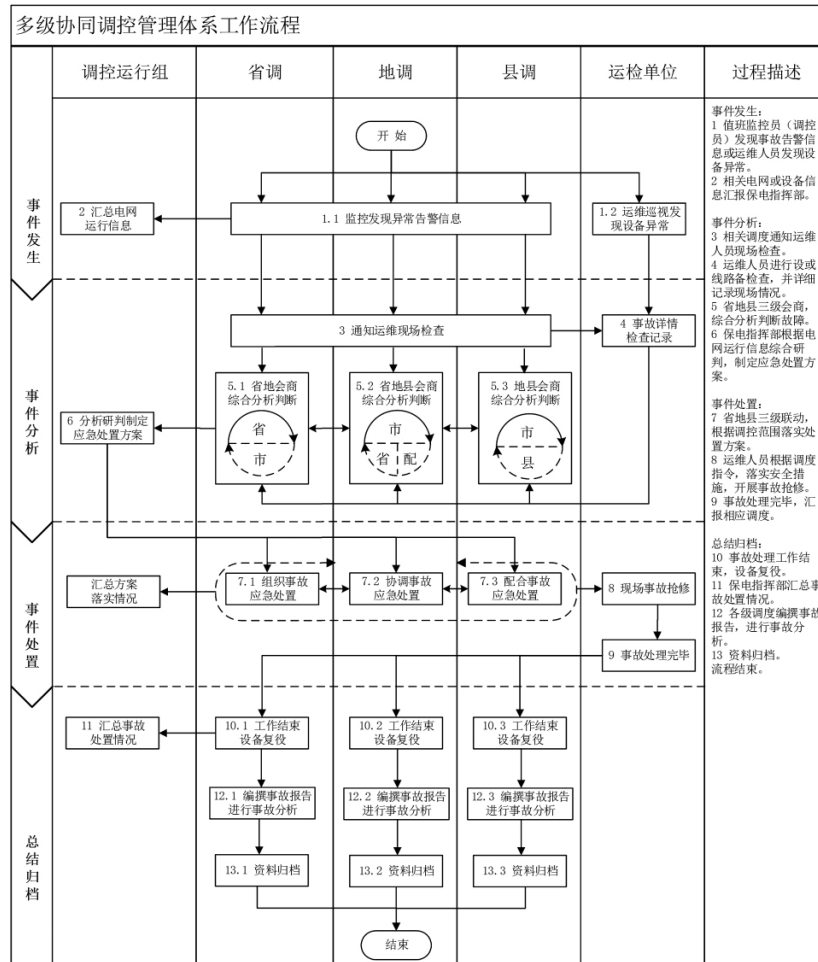 多级协同调控管理体系工作流程
调控运行组
省调
地调
县调
运检单位
过程描述
事件发生
开 始
2 汇总电网
运行信息
1.1 监控发现异常告警信息
1.2 运维巡视发
现设备异常
事件分析
3 通知运维现场检查
4 事故详情
检查记录
5.1 省地会商
综合分析判断
省
市
5.2 省地县会商
综合分析判断
市
省
配
5.3 地县会商
综合分析判断
市
县
6 分析研判制定
应急处置方案
事件处置
汇总方案
落实情况
7.1 组织事故
应急处置
7.2 协调事故
应急处置
7.3 配合事故
应急处置
8 现场事故抢修
9 事故处理完毕
总结归档
11 汇总事故
处置情况
10.1 工作结束
设备复役
10.2 工作结束
设备复役
10.3 工作结束
设备复役
12.1 编撰事故报告
进行事故分析
12.2 编撰事故报告
进行事故分析
12.3 编撰事故报告
进行事故分析
13.1 资料归档
13.2 资料归档
13.3 资料归档
结束
事件发生:
1 值班监控员（调控
员）发现事故告警信
息或运维人员发现设
备异常。
2 相关电网或设备信
息汇报保电指挥部。
事件分析:
3 相关调度通知运维
人员现场检查。
4 运维人员进行设或
线路备检查，并详细
记录现场情况。
5 省地县三级会商，
综合分析判断故障。
6 保电指挥部根据电
网运行信息综合研
判，制定应急处置方
案。
事件处置:
7 省地县三级联动，
根据调控范围落实处
置方案。
8 运维人员根据调度
指令，落实安全措
施，开展事故抢修。
9 事故处理完毕，汇
报相应调度。
总结归档:
10 事故处理工作结
束，设备复役。
11 保电指挥部汇总事
故处置情况。
12 各级调度编撰事故
报告，进行事故分
析。
13 资料归档。
流程结束。